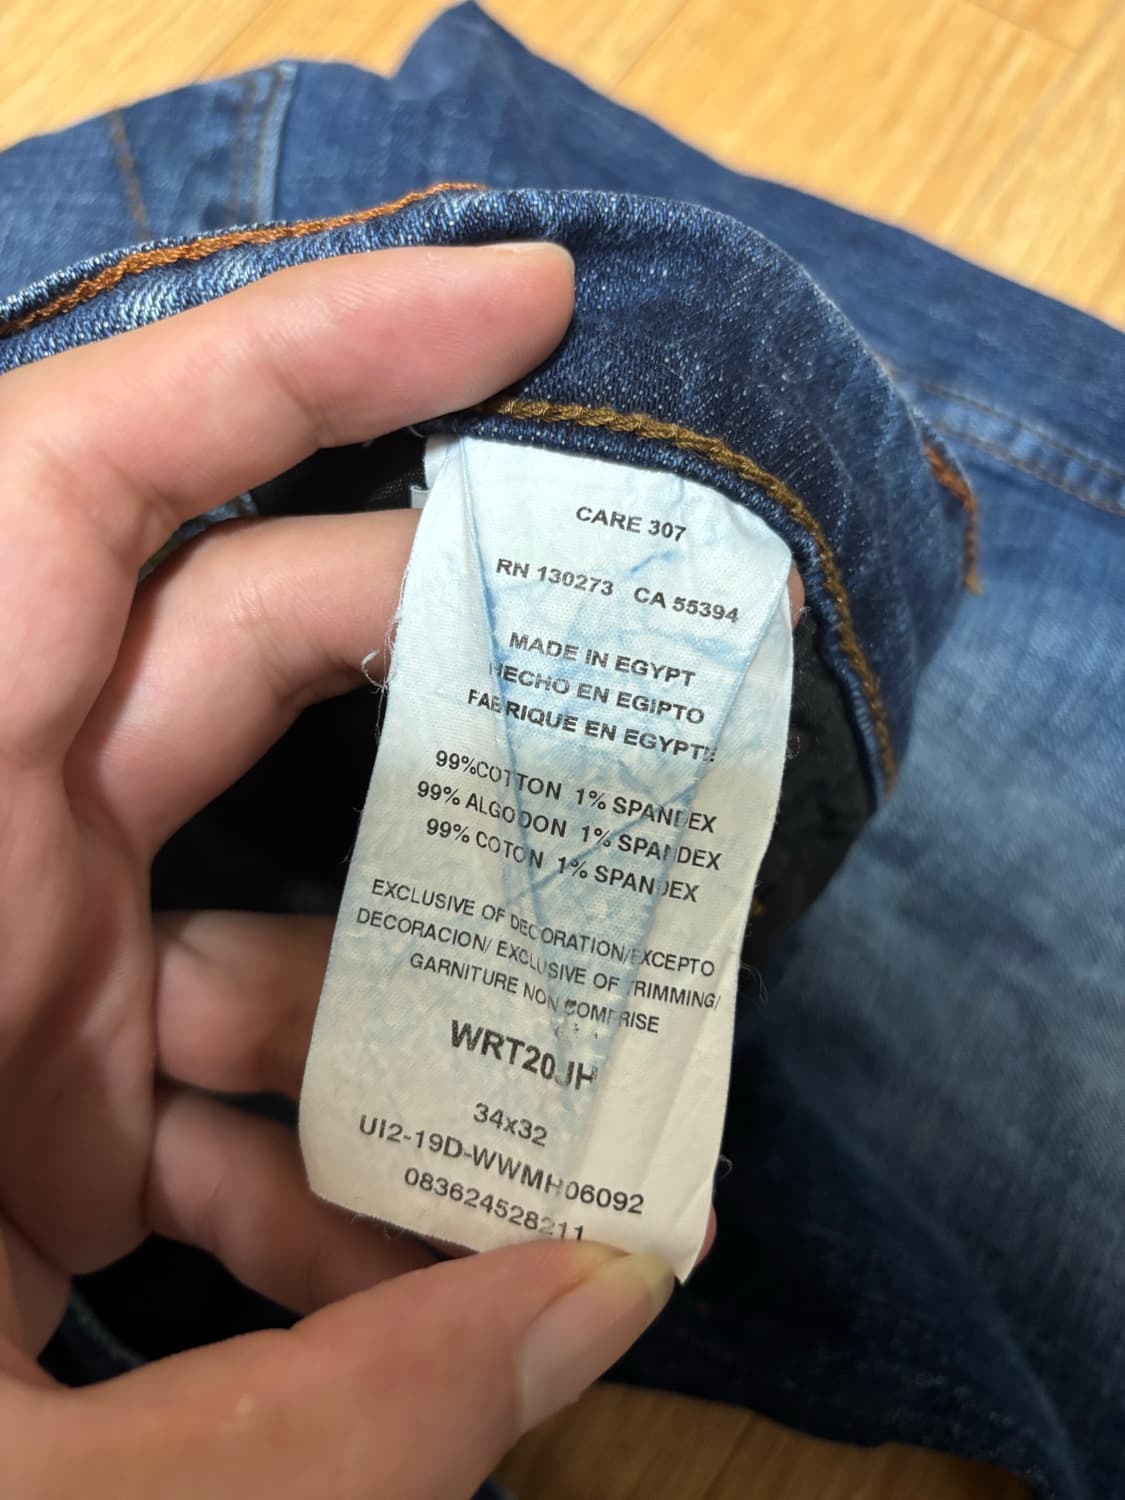 CARE 307
RN 130273 CA 55394
MADE IN EGYPT
HECHO EN EGIPTO
FABRIQUE EN EGYPTE
99%COTTON 1% SPANDEX
99% ALGODON 1% SPANDEX
99% COTON 1% SPANDEX
EXCLUSIVE OF DECORATION/EXCEPTO
DECORACION/ EXCLUSIVE OF TRIMMING/
GARNITURE NON COMPRISE
WRT20JH
34x32
UI2-19D-WWMH06092
083624528211